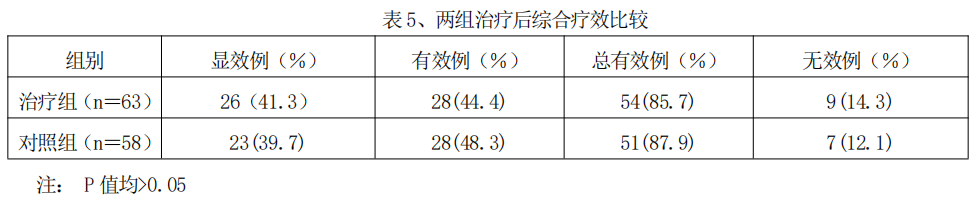 表 5、两组治疗后综合疗效比较
组别 显效例（%） 有效例（%） 总有效例（%） 无效例（%）
治疗组（n＝63） 26（41.3） 28(44.4) 54(85.7) 9(14.3)
对照组（n＝58） 23(39.7) 28(48.3) 51(87.9) 7(12.1)
注： P 值均>0.05